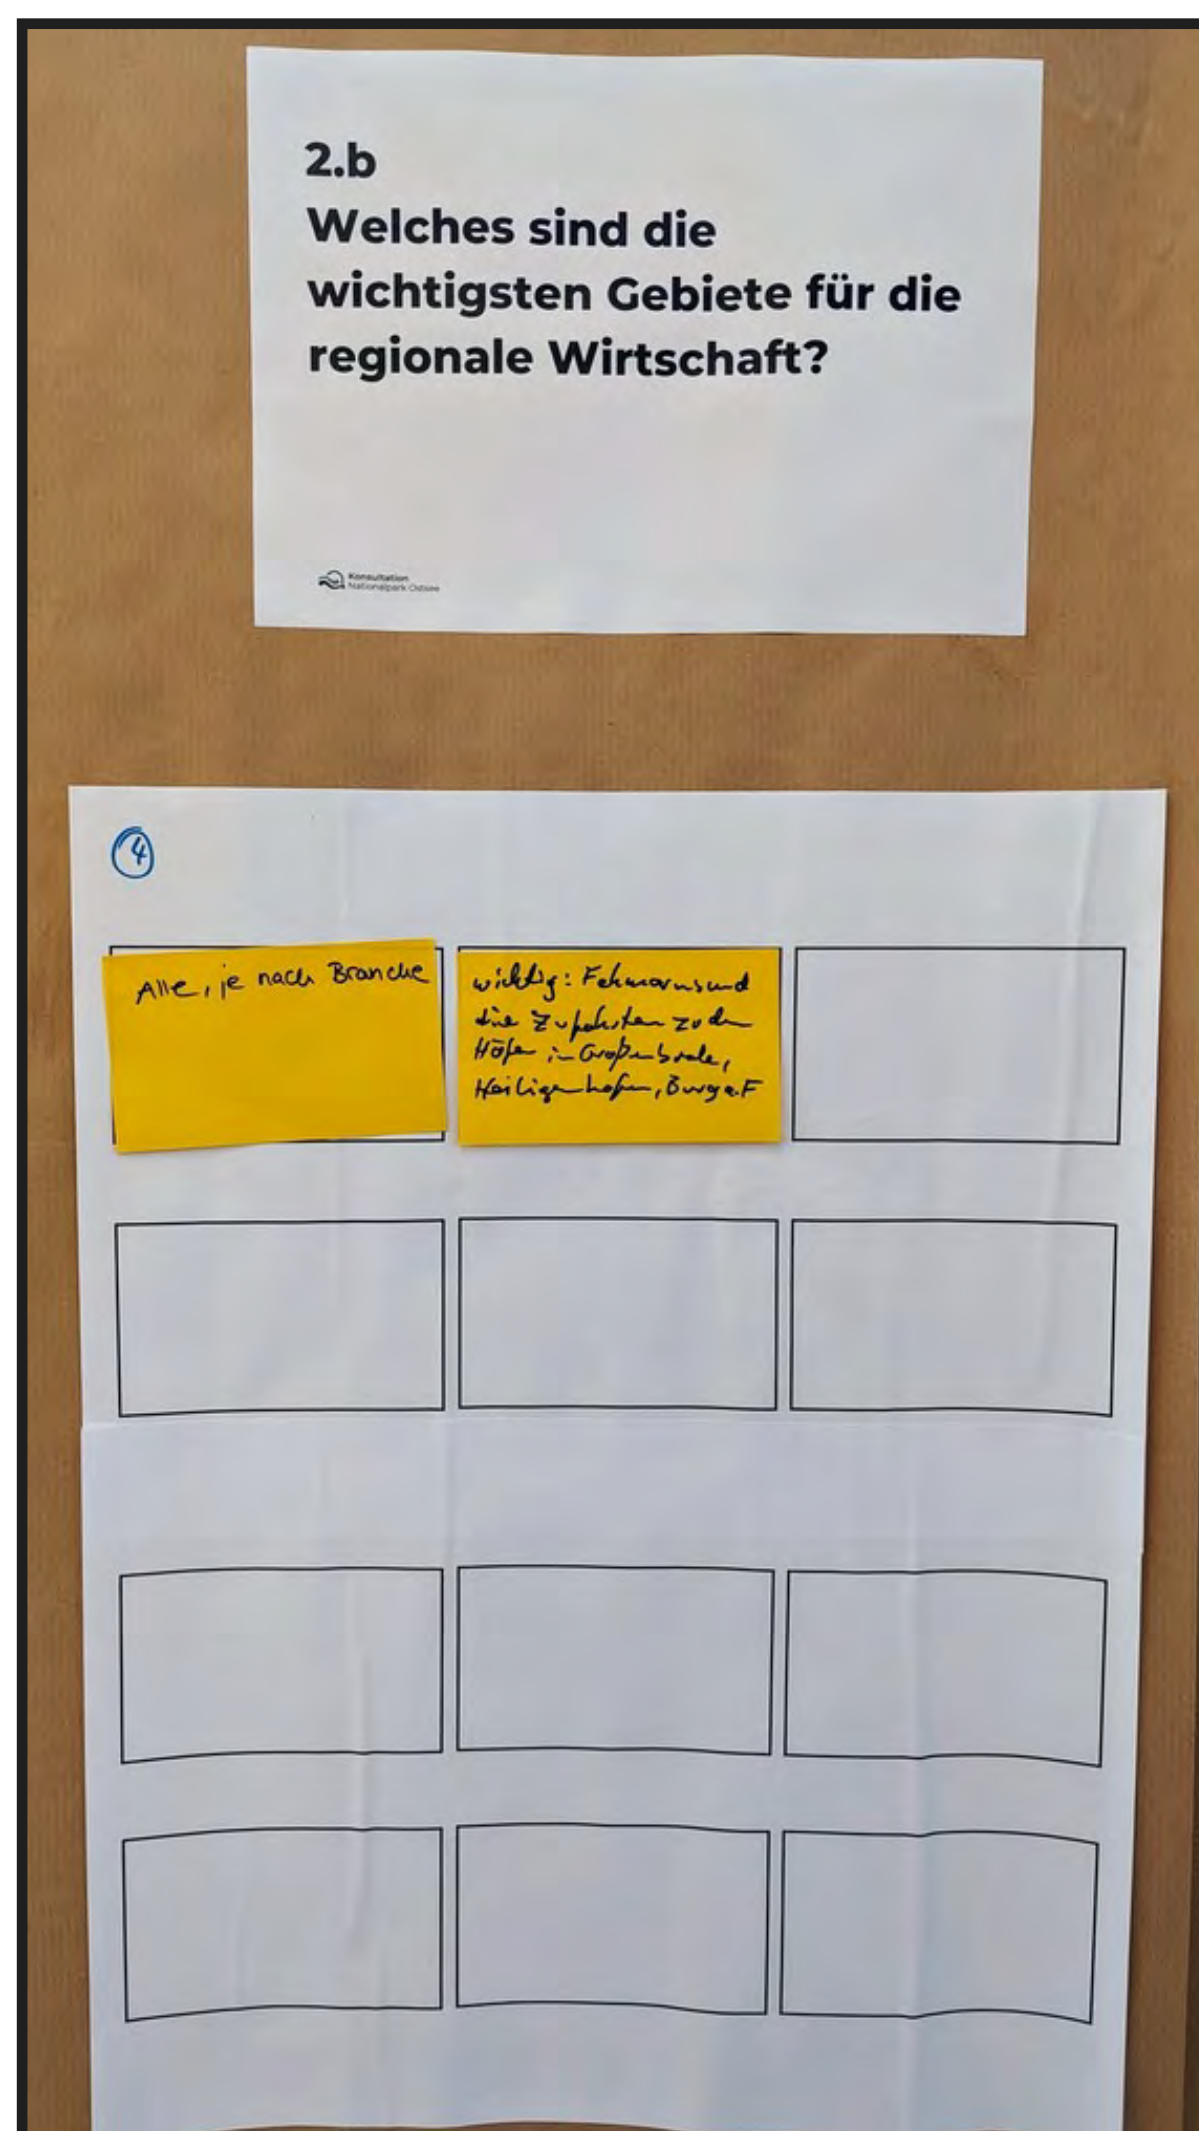 2.b
Welches sind die
wichtigsten Gebiete für die
regionale Wirtschaft?
Konsultation
Nationalpark Ostsee
4
Alle, je nach Branche
wichtig: Fehmarnsund
die Zufahrten zu den
Häfen in Großenbrode,
Heiligenhafen, Burg a.F